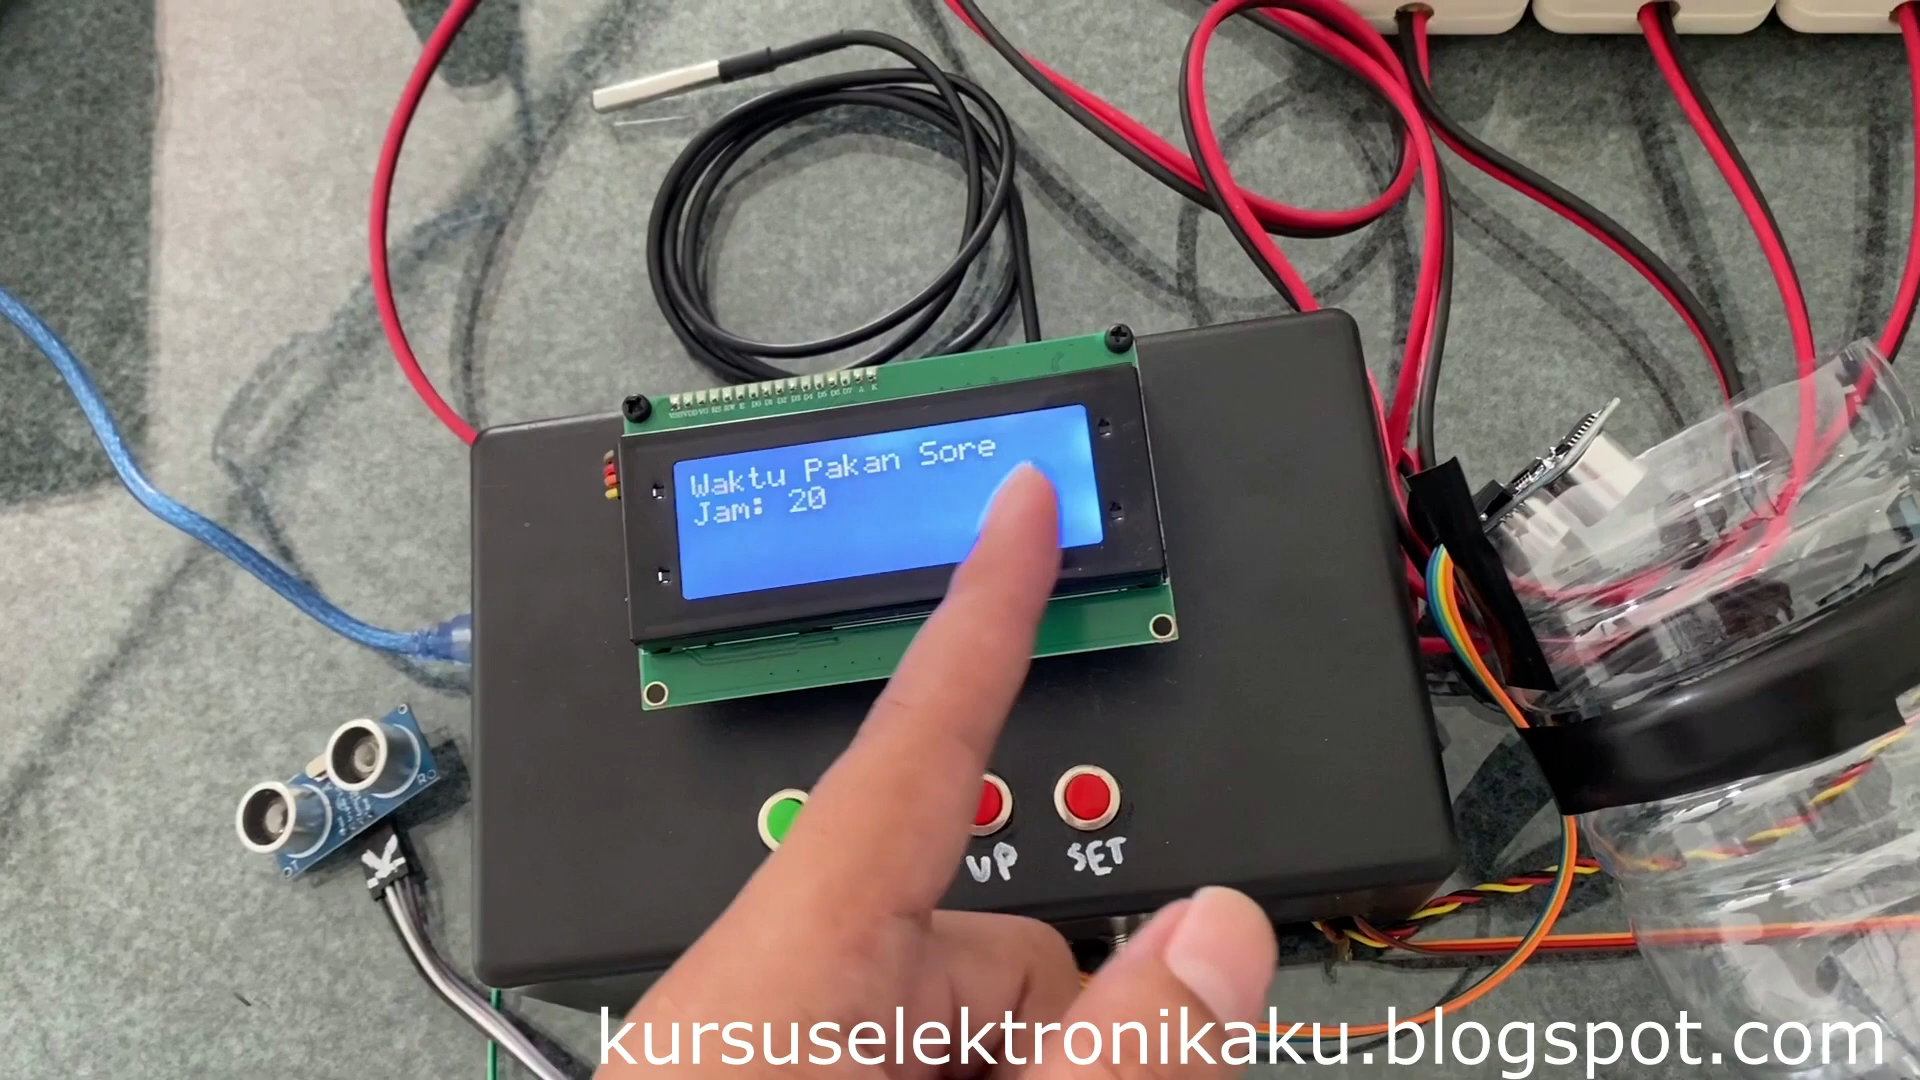 Waktu Pakan Sore
Jam: 20
UP
SET
R
T
kursuselektronikaku.blogspot.com